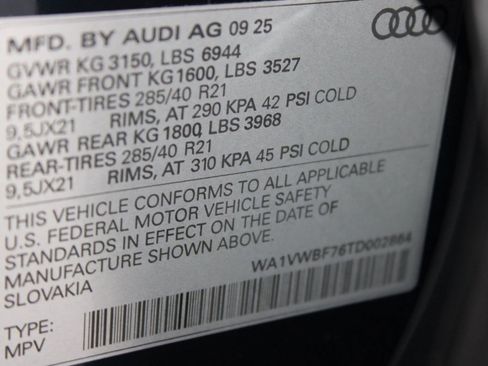 MFD. BY AUDI AG 09 25
GVWR KG 3150, LBS 6944
GAWR FRONT KG 1600, LBS 3527
FRONT-TIRES 285/40 R21
9,5JX21 RIMS, AT 290 KPA 42 PSI COLD
GAWR REAR KG 1800, LBS 3968
REAR-TIRES 285/40 R21
9,5JX21 RIMS, AT 310 KPA 45 PSI COLD
THIS VEHICLE CONFORMS TO ALL APPLICABLE
U.S. FEDERAL MOTOR VEHICLE SAFETY
STANDARDS IN EFFECT ON THE DATE OF
MANUFACTURE SHOWN ABOVE.
SLOVAKIA
WA1VWBF76TD002864
TYPE:
MPV